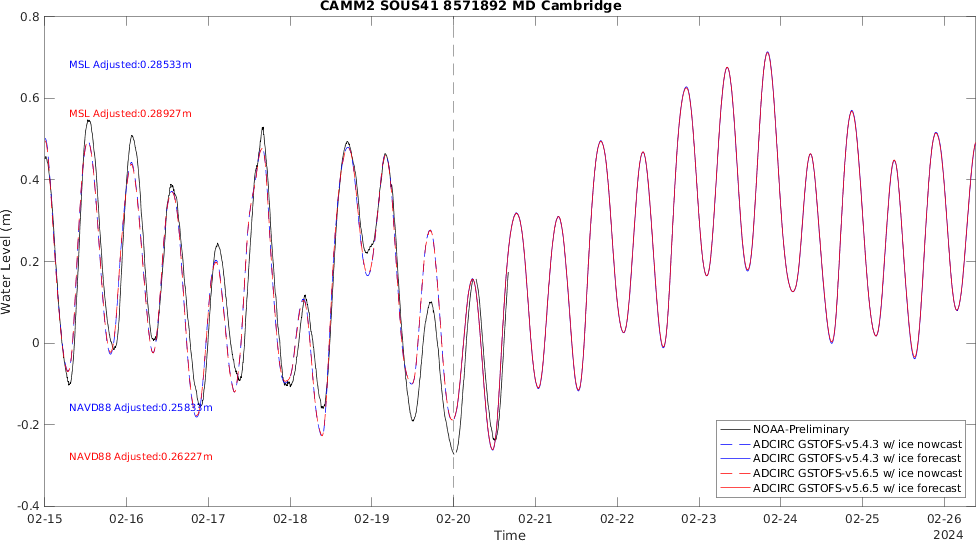 CAMM2 SOUS41 8571892 MD Cambridge
0.8
0.6
0.4
0.2
0
-0.2
-0.4
Water Level (m)
MSL Adjusted:0.28533m
MSL Adjusted:0.28927m
NAVD88 Adjusted:0.25833m
NAVD88 Adjusted:0.26227m
NOAA-Preliminary
ADCIRC GSTOFS-v5.4.3 w/ ice nowcast
ADCIRC GSTOFS-v5.4.3 w/ ice forecast
ADCIRC GSTOFS-v5.6.5 w/ ice nowcast
ADCIRC GSTOFS-v5.6.5 w/ ice forecast
02-15 02-16 02-17 02-18 02-19 02-20 02-21 02-22 02-23 02-24 02-25 02-26
Time
2024